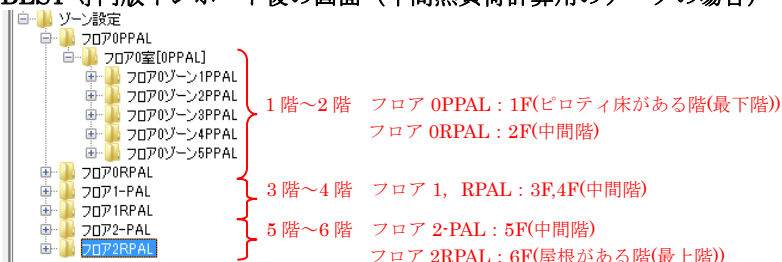 BEST専門版インポート後の画面（年間熱負荷計算用のデータの場合）
ゾーン設定
フロア0PPAL
フロア0室[0PPAL]
フロア0ゾーン1PPAL
フロア0ゾーン2PPAL
フロア0ゾーン3PPAL
フロア0ゾーン4PPAL
フロア0ゾーン5PPAL
フロア0RPAL
フロア1-PAL
フロア1RPAL
フロア2-PAL
フロア2RPAL
1 階～2 階　フロア 0PPAL：1F(ピロティ床がある階(最下階))
フロア 0RPAL：2F(中間階)
3 階～4 階　フロア 1，RPAL：3F,4F(中間階)
5 階～6 階　フロア 2-PAL：5F(中間階)
フロア 2RPAL：6F(屋根がある階(最上階))